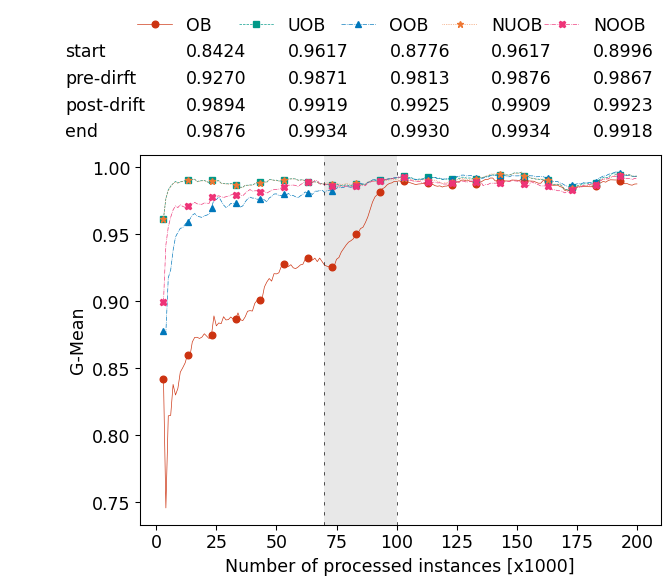 OB UOB OOB NUOB NOOB
start 0.8424 0.9617 0.8776 0.9617 0.8996
pre-dirft 0.9270 0.9871 0.9813 0.9876 0.9867
post-drift 0.9894 0.9919 0.9925 0.9909 0.9923
end 0.9876 0.9934 0.9930 0.9934 0.9918
1.00
0.95
0.90
0.85
0.80
0.75
G-Mean
0 25 50 75 100 125 150 175 200
Number of processed instances [x1000]